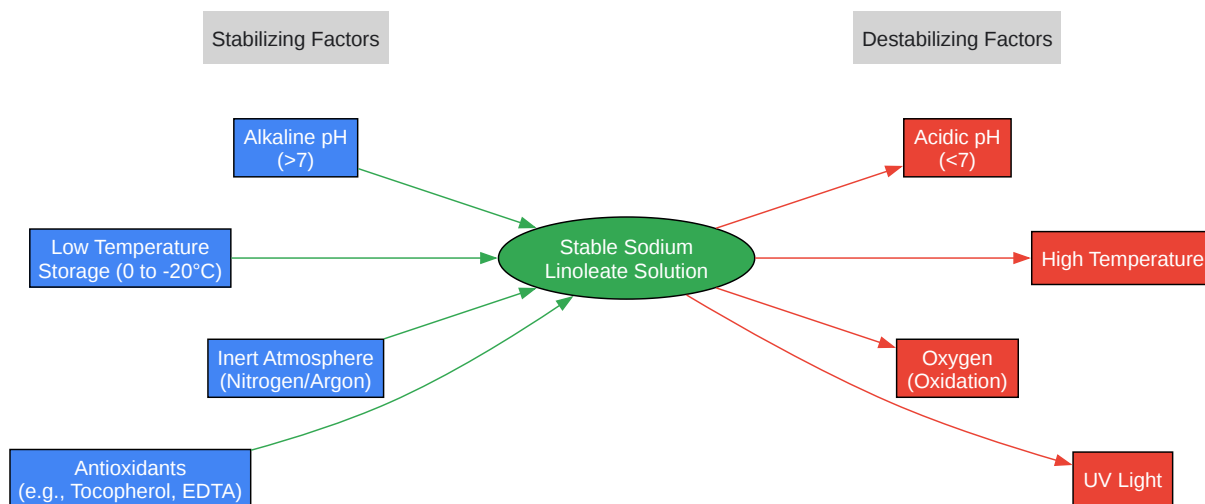 Stabilizing Factors
Destabilizing Factors
Alkaline pH
(>7)
Acidic pH
(<7)
Low Temperature
Storage (0 to -20°C)
Stable Sodium
Linoleate Solution
High Temperature
Inert Atmosphere
(Nitrogen/Argon)
Oxygen
(Oxidation)
Antioxidants
(e.g., Tocopherol, EDTA)
UV Light